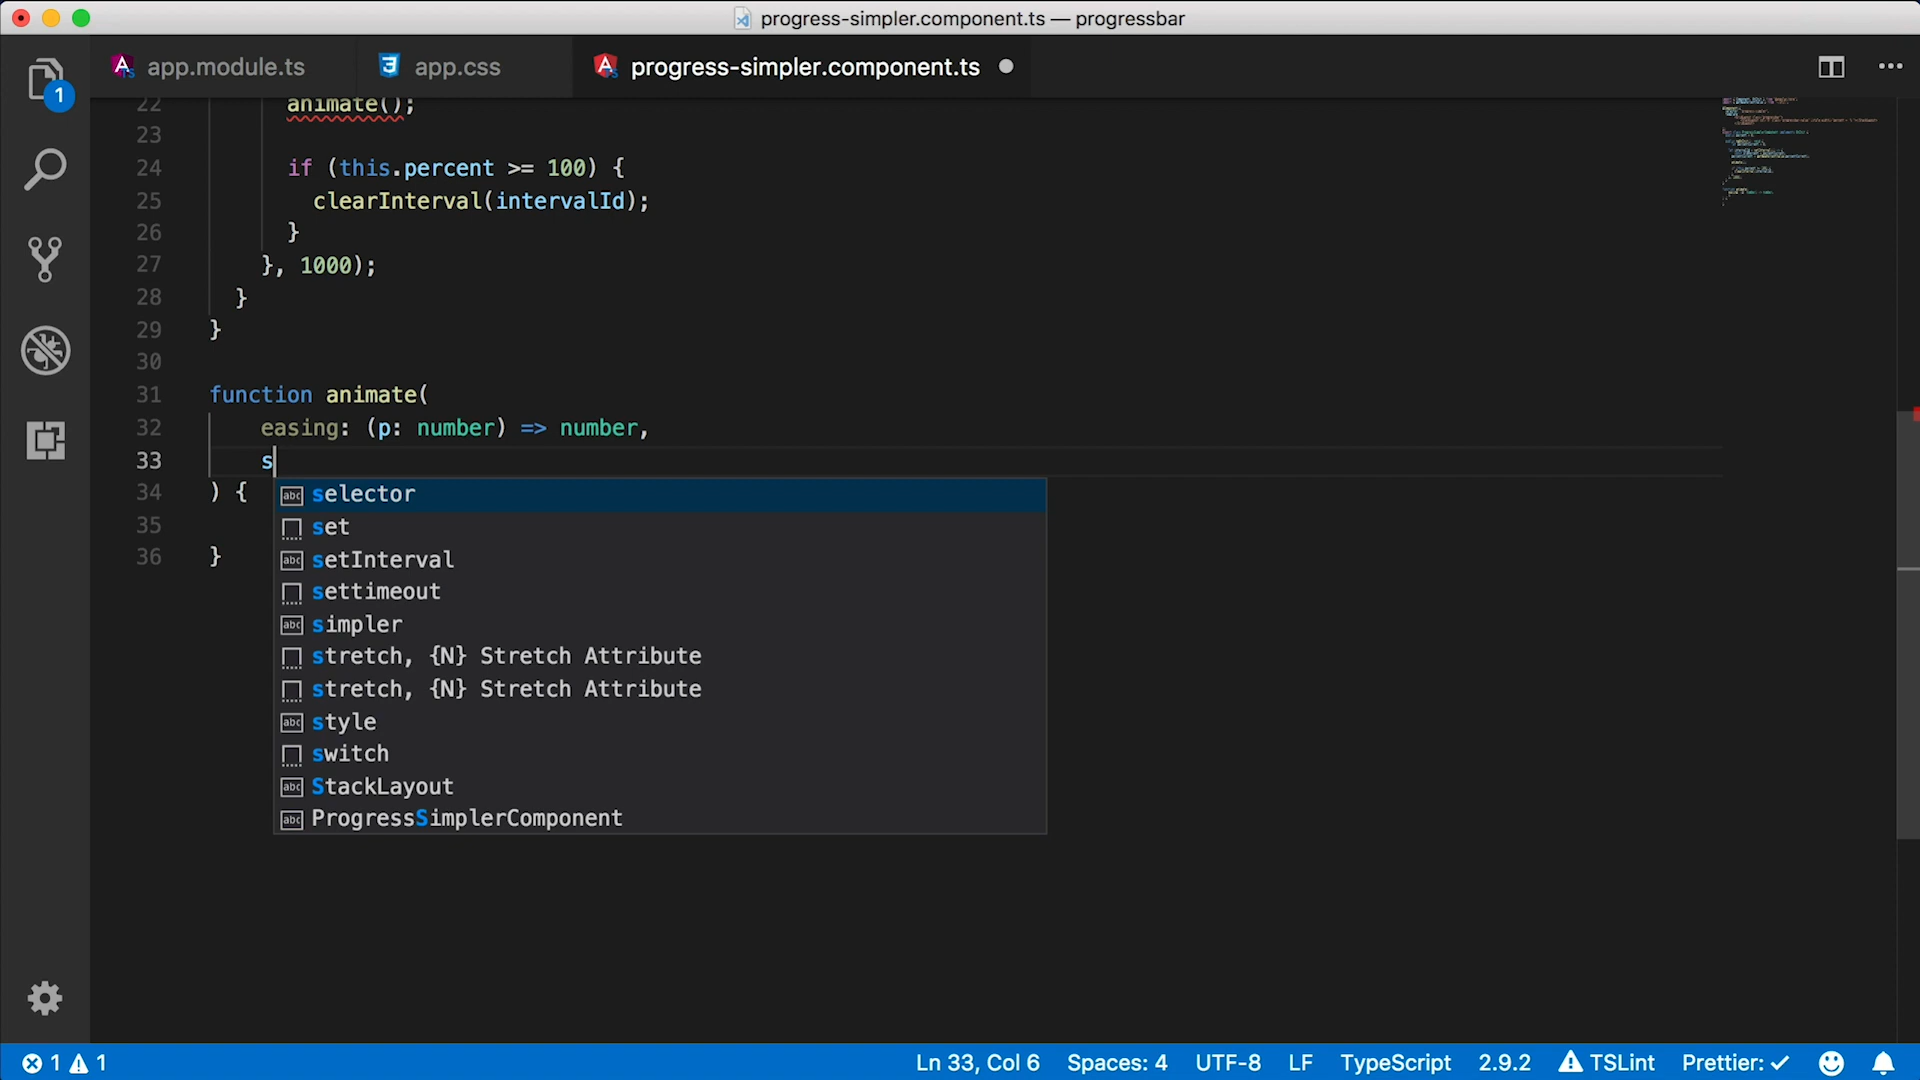 progress-simpler.component.ts — progressbar
app.module.ts
app.css
progress-simpler.component.ts
1
22 animate();
23
24 if (this.percent >= 100) {
25 clearInterval(intervalId);
26 }
27 }, 1000);
28 }
29 }
30
31 function animate(
32 easing: (p: number) => number,
33 s
34 ) {
35
36 }
selector
set
setInterval
settimeout
simpler
stretch, {N} Stretch Attribute
stretch, {N} Stretch Attribute
style
switch
StackLayout
ProgressSimplerComponent
1 1 Ln 33, Col 6 Spaces: 4 UTF-8 LF TypeScript 2.9.2 TSLint Prettier: ✓